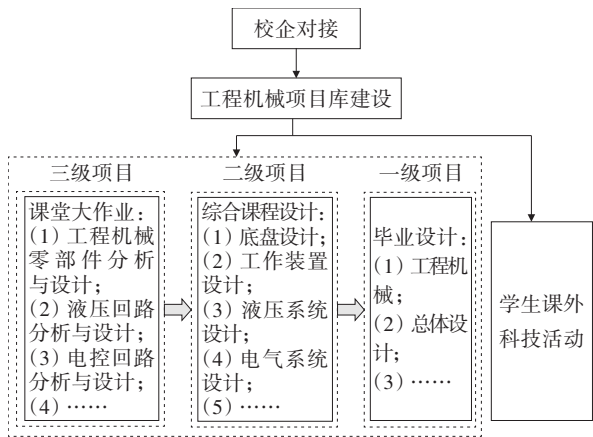 校企对接
工程机械项目库建设
三级项目
课堂大作业：
(1) 工程机械
零部件分析
与设计；
(2) 液压回路
分析与设计；
(3) 电控回路
分析与设计；
(4) ……
二级项目
综合课程设计：
(1) 底盘设计；
(2) 工作装置
设计；
(3) 液压系统
设计；
(4) 电气系统
设计；
(5) ……
一级项目
毕业设计：
(1) 工程机
械；
(2) 总体设
计；
(3) ……
学生课外
科技活动